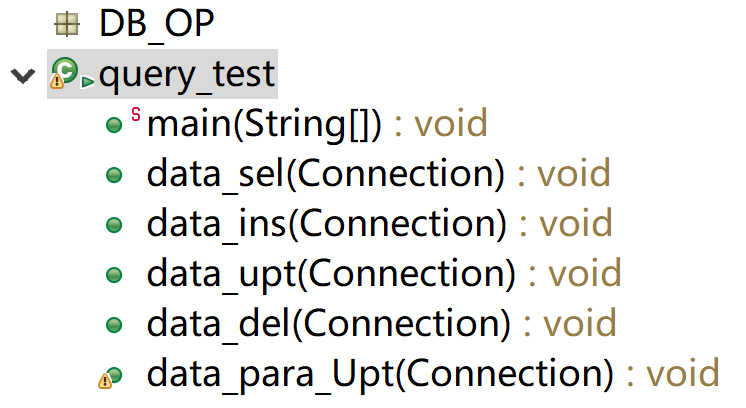 DB_OP
query_test
S main(String[]) : void
data_sel(Connection) : void
data_ins(Connection) : void
data_upt(Connection) : void
data_del(Connection) : void
data_para_Upt(Connection) : void